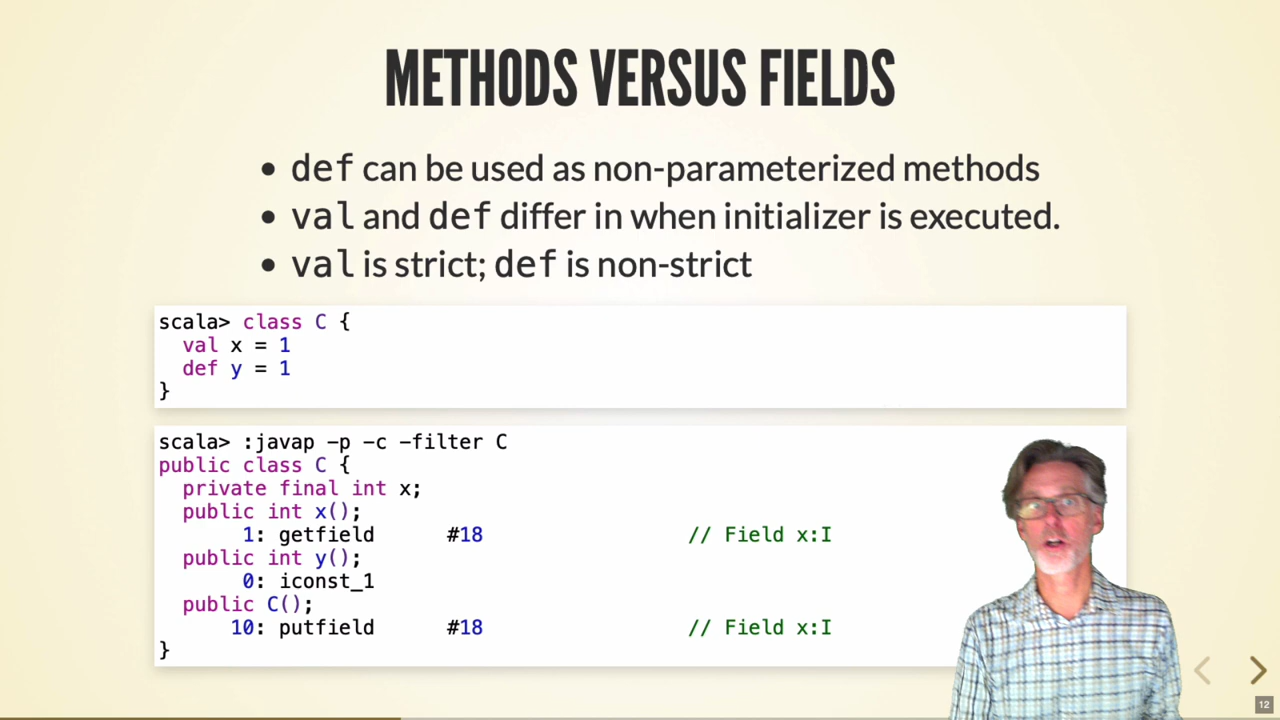 METHODS VERSUS FIELDS
• def can be used as non-parameterized methods
• val and def differ in when initializer is executed.
• val is strict; def is non-strict
scala> class C {
  val x = 1
  def y = 1
}
scala> :javap -p -c -filter C
public class C {
  private final int x;
  public int x();
       1: getfield      #18                 // Field x:I
  public int y();
       0: iconst_1
  public C();
      10: putfield      #18                 // Field x:I
}
12